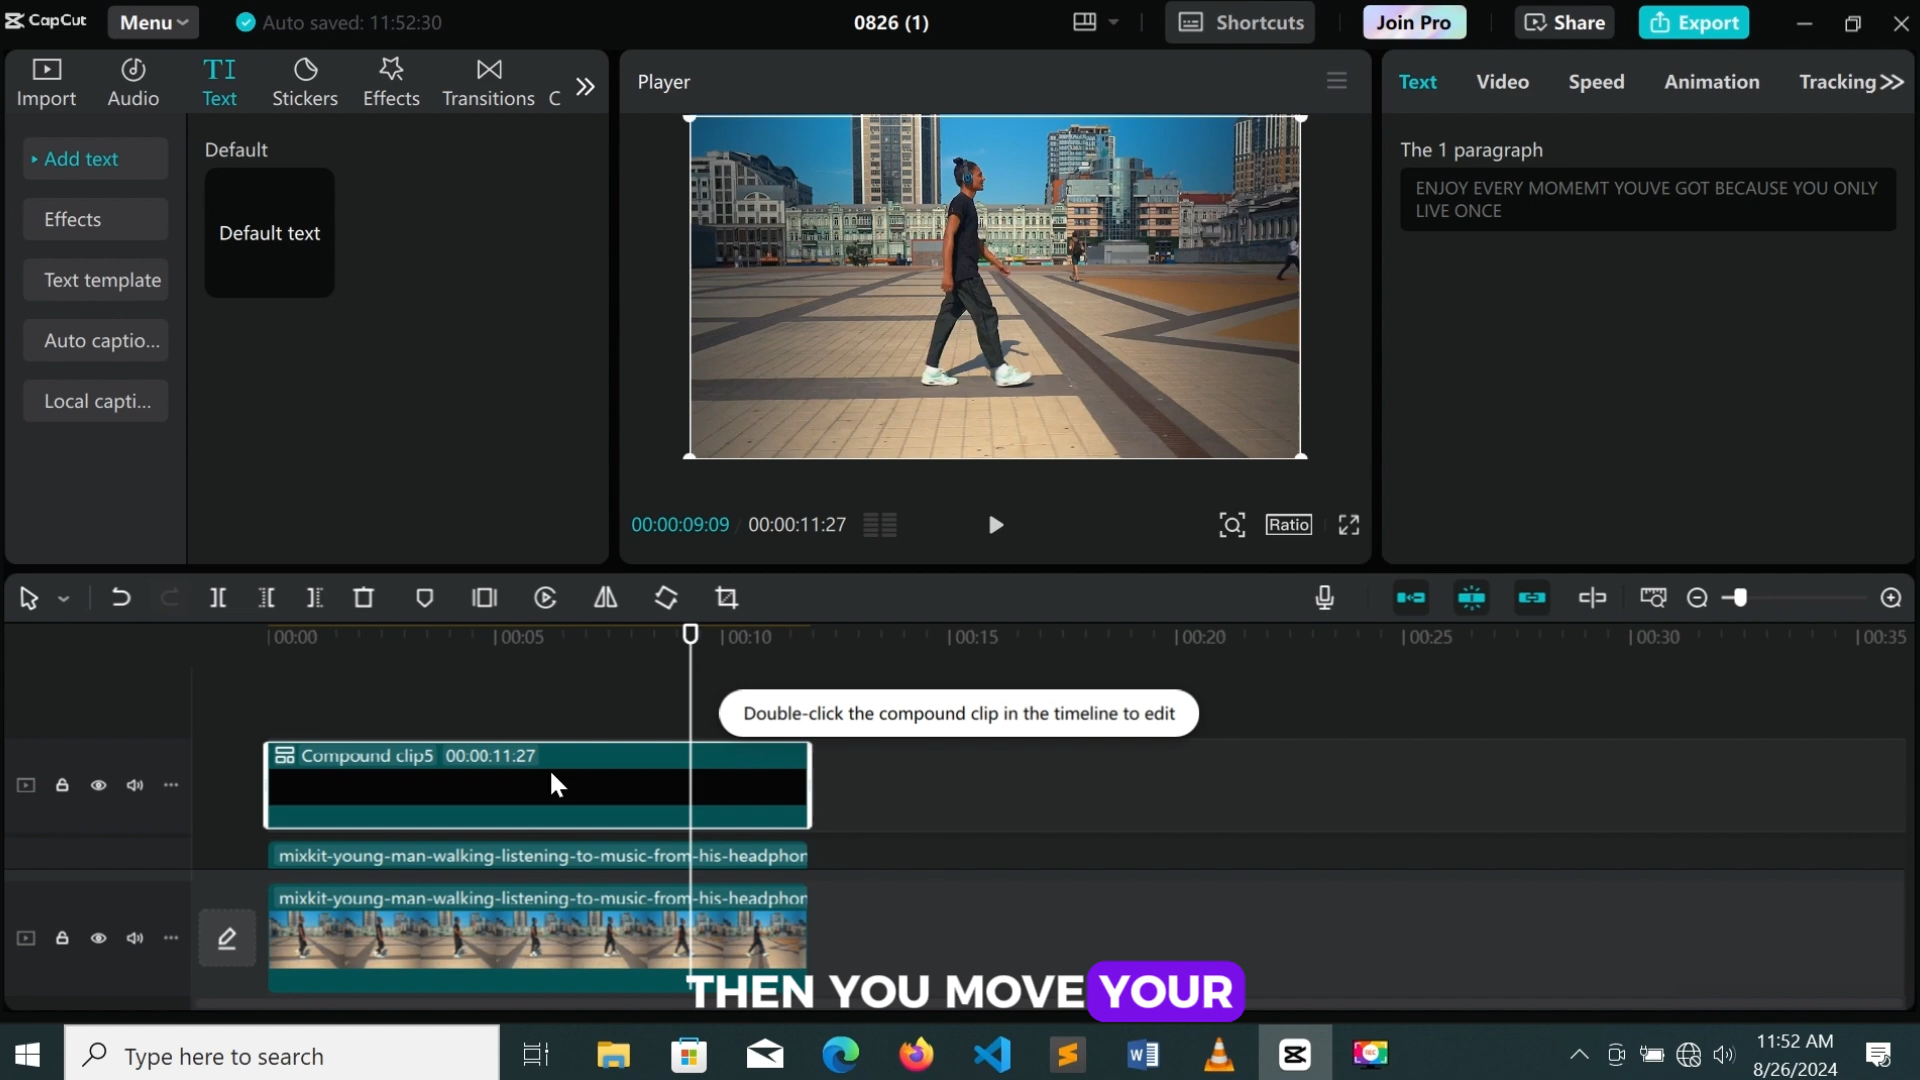 CapCut
Menu
Auto saved: 11:52:30
0826 (1)
Shortcuts
Join Pro
Share
Export
Import
Audio
TI
Text
Stickers
Effects
Transitions
C
Add text
Effects
Text template
Auto captio...
Local capti...
Default
Default text
Player
00:00:09:09
00:00:11:27
Ratio
Text
Video
Speed
Animation
Tracking
The 1 paragraph
ENJOY EVERY MOMEMT YOUVE GOT BECAUSE YOU ONLY
LIVE ONCE
00:00
00:05
00:10
00:15
00:20
00:25
00:30
00:35
Double-click the compound clip in the timeline to edit
Compound clip5 00:00:11:27
mixkit-young-man-walking-listening-to-music-from-his-headphor
mixkit-young-man-walking-listening-to-music-from-his-headphor
THEN YOU MOVE YOUR
Type here to search
11:52 AM
8/26/2024